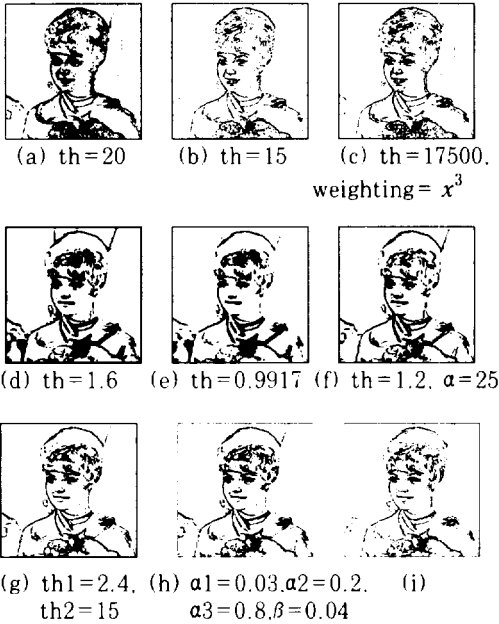 (a) th=20 (b) th=15 (c) th=17500.
weighting= x³
(d) th=1.6 (e) th=0.9917 (f) th=1.2. α=25
(g) th1=2.4. (h) α1=0.03.α2=0.2. (i)
th2=15 α3=0.8.β=0.04